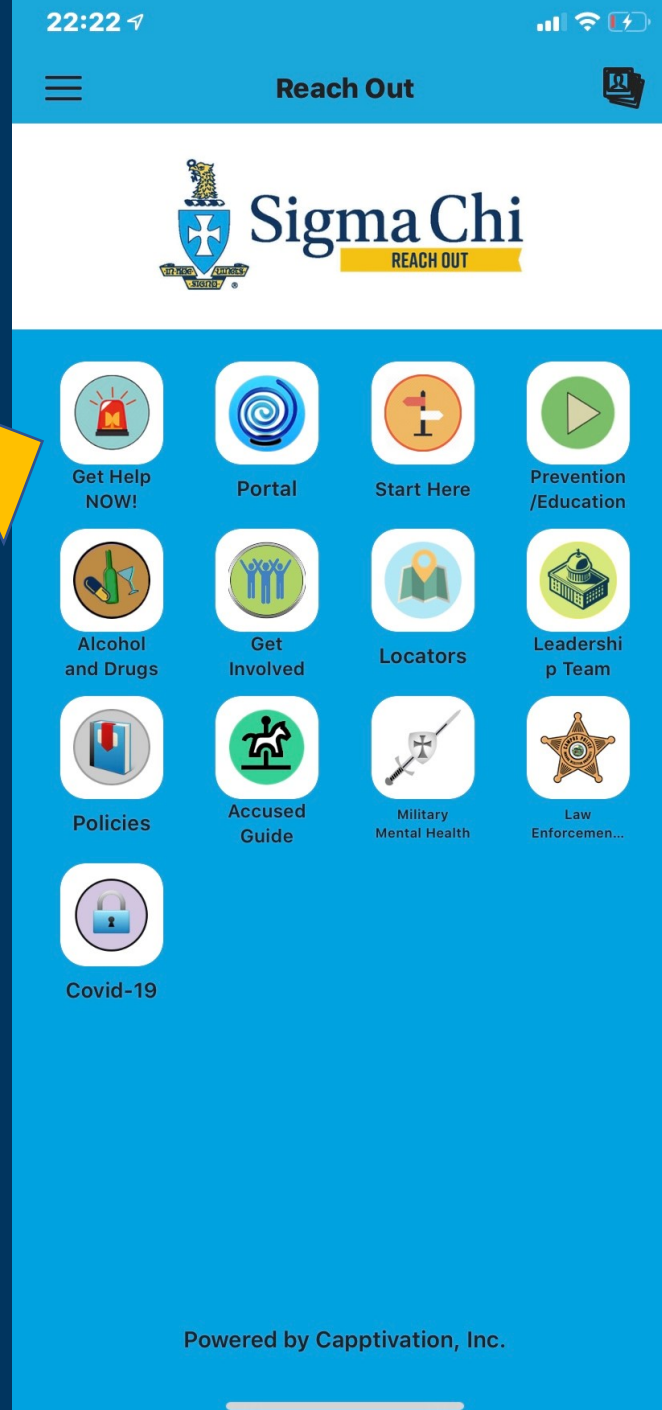 22:22
Reach Out
Sigma Chi
REACH OUT
Get Help
NOW!
Portal
Start Here
Prevention
/Education
Alcohol
and Drugs
Get
Involved
Locators
Leadershi
p Team
Policies
Accused
Guide
Military
Mental Health
Law
Enforcemen...
Covid-19
Powered by Capptivation, Inc.